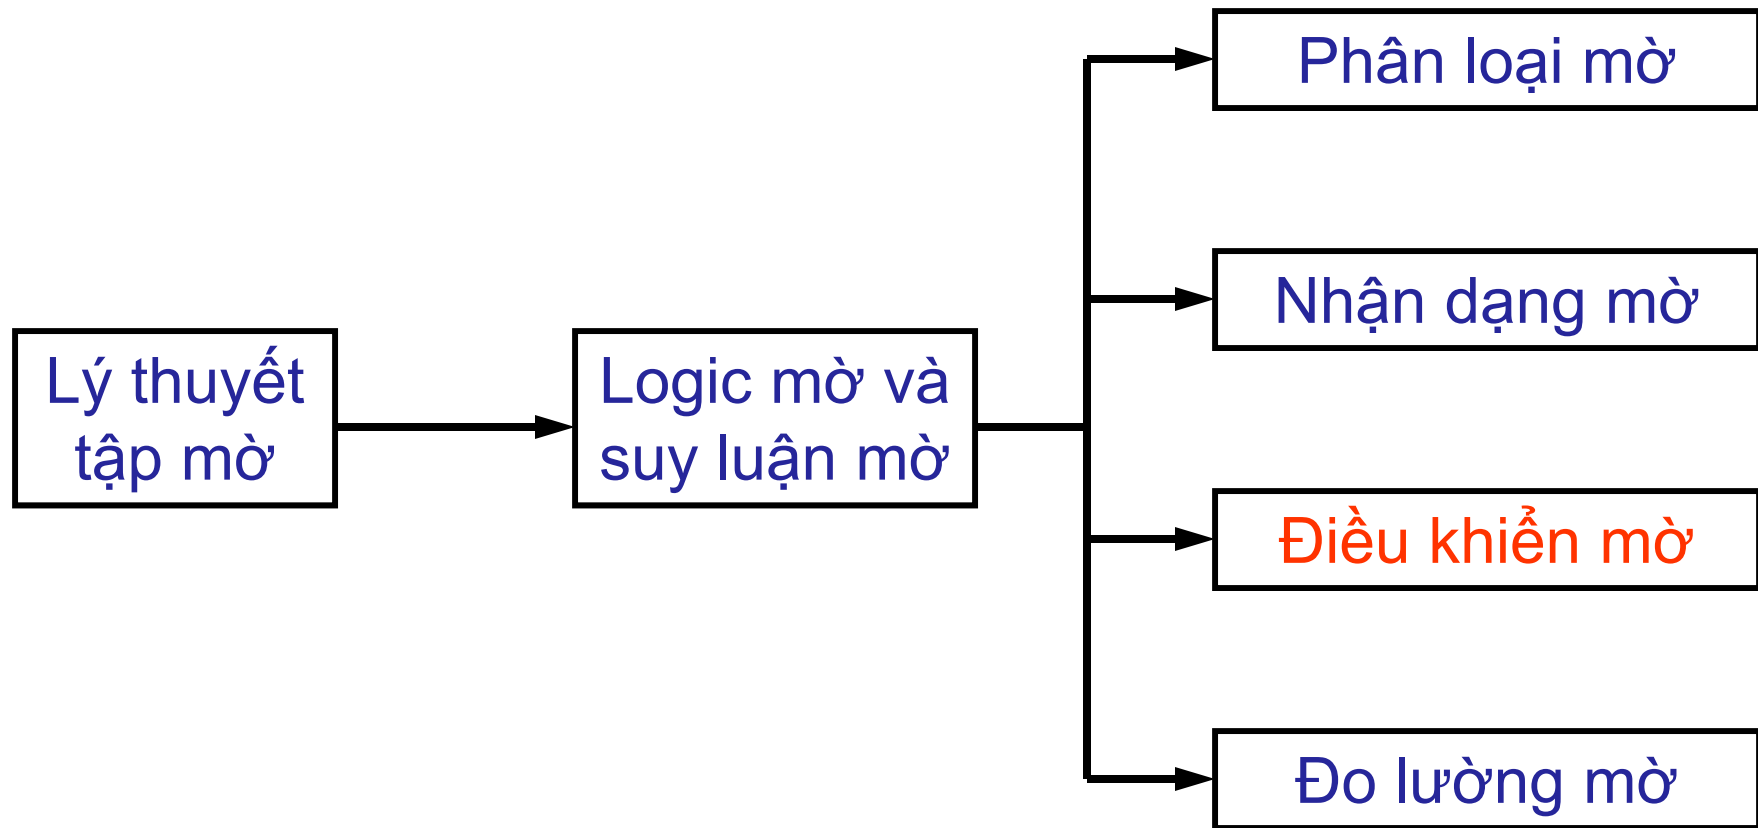 Phân loại mờ
Nhận dạng mờ
Lý thuyết
tập mờ
Logic mờ và
suy luận mờ
Điều khiển mờ
Đo lường mờ